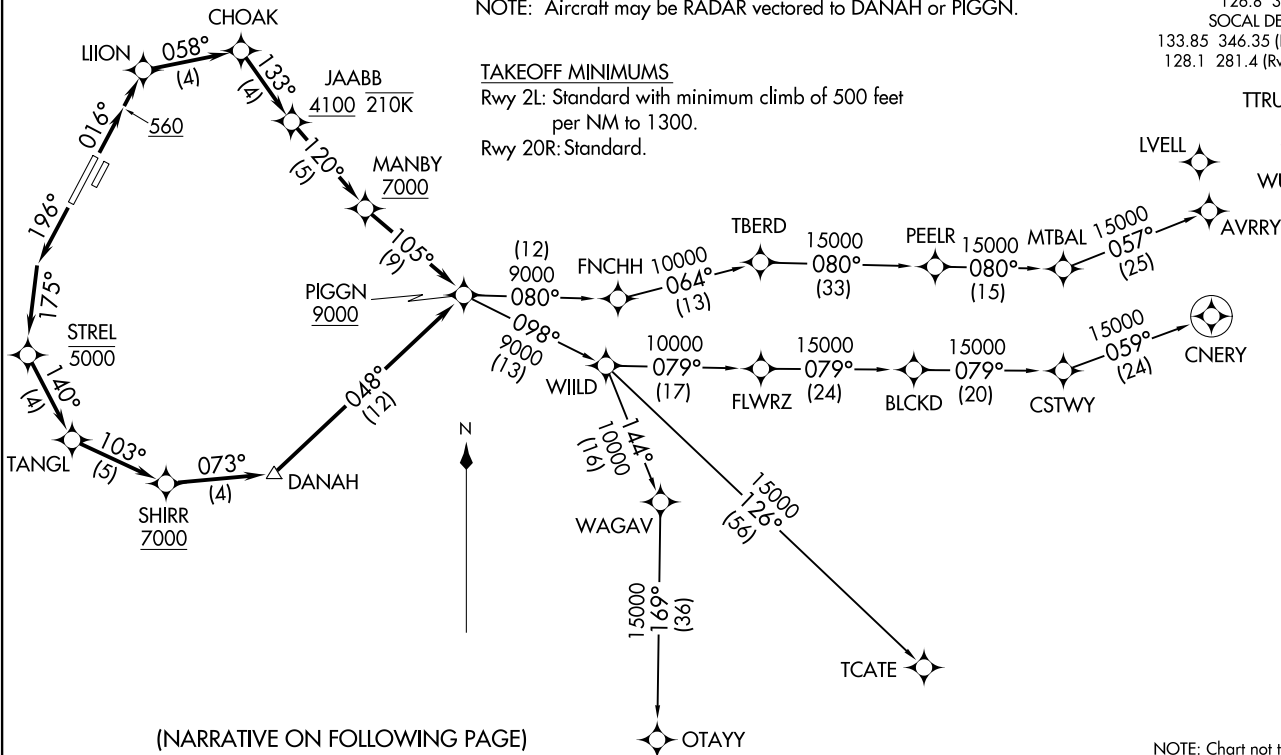 NOTE: Aircraft may be RADAR vectored to DANAH or PIGGN.
126.8 3
SOCAL DE
133.85 346.35 (
128.1 281.4 (Rw
TAKEOFF MINIMUMS
Rwy 2L: Standard with minimum climb of 500 feet
per NM to 1300.
Rwy 20R: Standard.
CHOAK
LIION
058°
(4)
133°
(4)
JAABB
4100 210K
016°
560
120°
(5)
MANBY
7000
105°
(9)
196°
175°
STREL
5000
140°
(4)
TANGL
103°
(5)
SHIRR
7000
073°
(4)
DANAH
048°
(12)
PIGGN
9000
(12)
9000
080°
FNCHH
10000
064°
(13)
TBERD
15000
080°
(33)
PEELR
15000
080°
(15)
MTBAL
15000
057°
(25)
AVRRY
LVELL
TTRU
WU
098°
9000
(13)
WIILD
10000
079°
(17)
FLWRZ
15000
079°
(24)
BLCKD
15000
079°
(20)
CSTWY
15000
059°
(24)
CNERY
144°
10000
(16)
WAGAV
15000
169°
(36)
OTAYY
15000
126°
(56)
TCATE
N
(NARRATIVE ON FOLLOWING PAGE)
NOTE: Chart not t